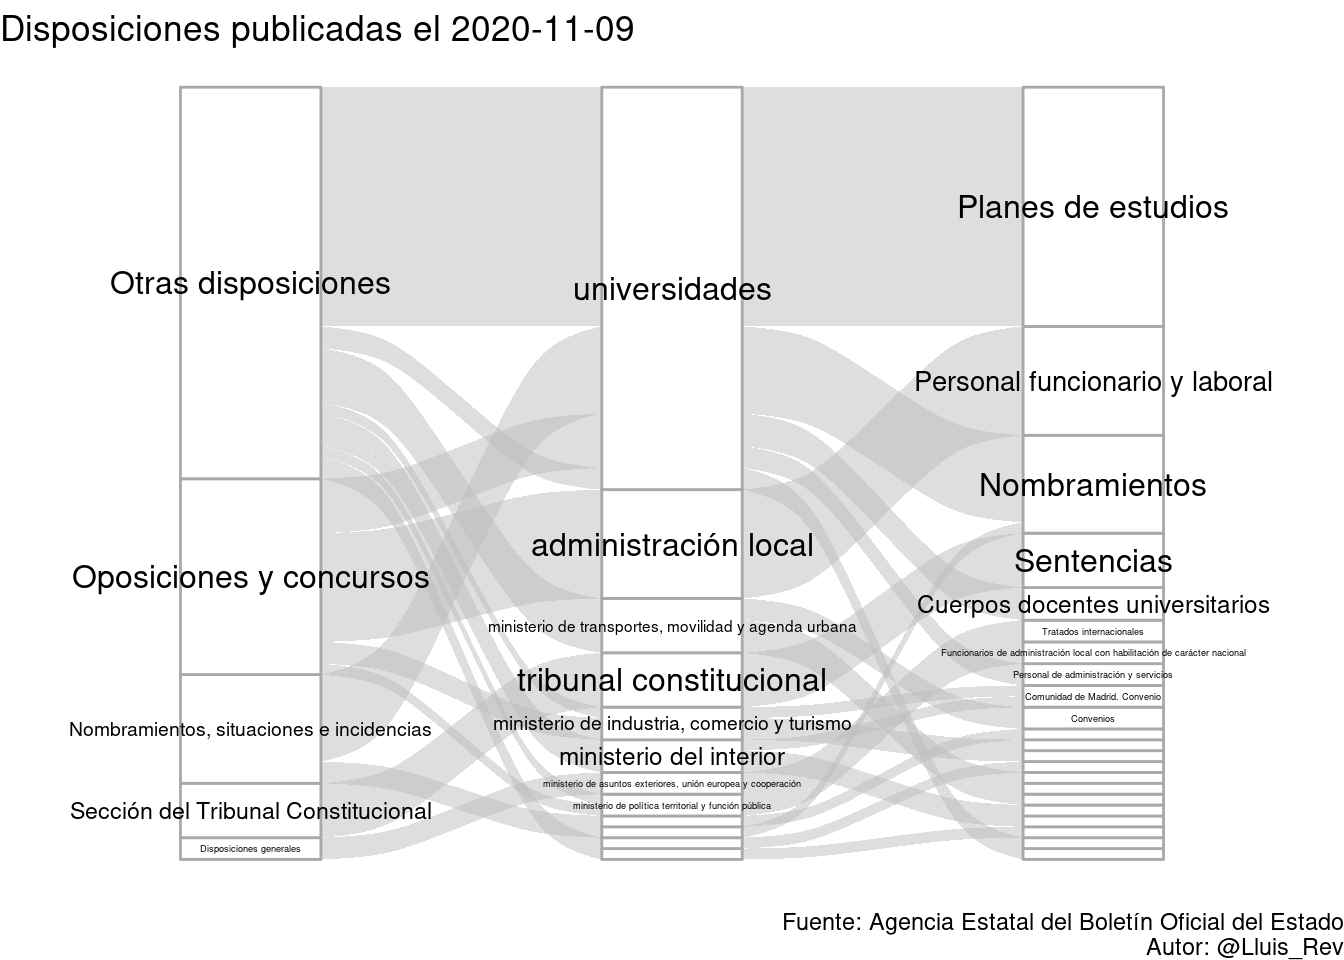 Disposiciones publicadas el 2020-11-09
Otras disposiciones
Oposiciones y concursos
Nombramientos, situaciones e incidencias
Sección del Tribunal Constitucional
Disposiciones generales
universidades
administración local
ministerio de transportes, movilidad y agenda urbana
tribunal constitucional
ministerio de industria, comercio y turismo
ministerio del interior
ministerio de asuntos exteriores, unión europea y cooperación
ministerio de política territorial y función pública
Planes de estudios
Personal funcionario y laboral
Nombramientos
Sentencias
Cuerpos docentes universitarios
Tratados internacionales
Funcionarios de administración local con habilitación de carácter nacional
Personal de administración y servicios
Comunidad de Madrid. Convenio
Convenios
Fuente: Agencia Estatal del Boletín Oficial del Estado
Autor: @Lluis_Rev